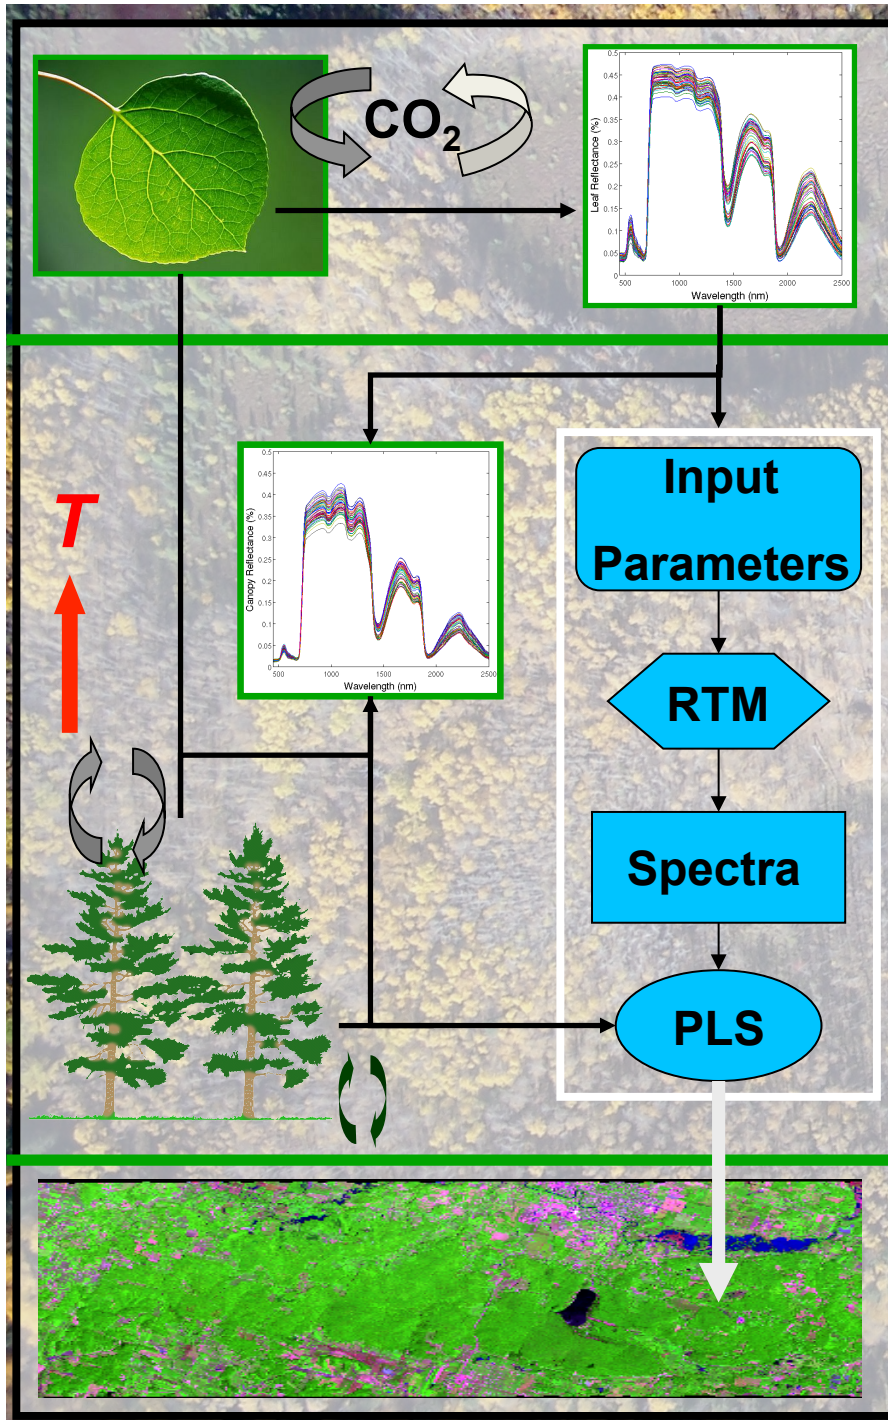 CO₂
0.5
0.45
0.4
0.35
0.3
0.25
0.2
0.15
0.1
0.05
0
Leaf Reflectance (%)
500 1000 1500 2000 2500
Wavelength (nm)
0.5
0.45
0.4
0.35
0.3
0.25
0.2
0.15
0.1
0.05
0
Canopy Reflectance (%)
500 1000 1500 2000 2500
Wavelength (nm)
T
Input
Parameters
RTM
Spectra
PLS